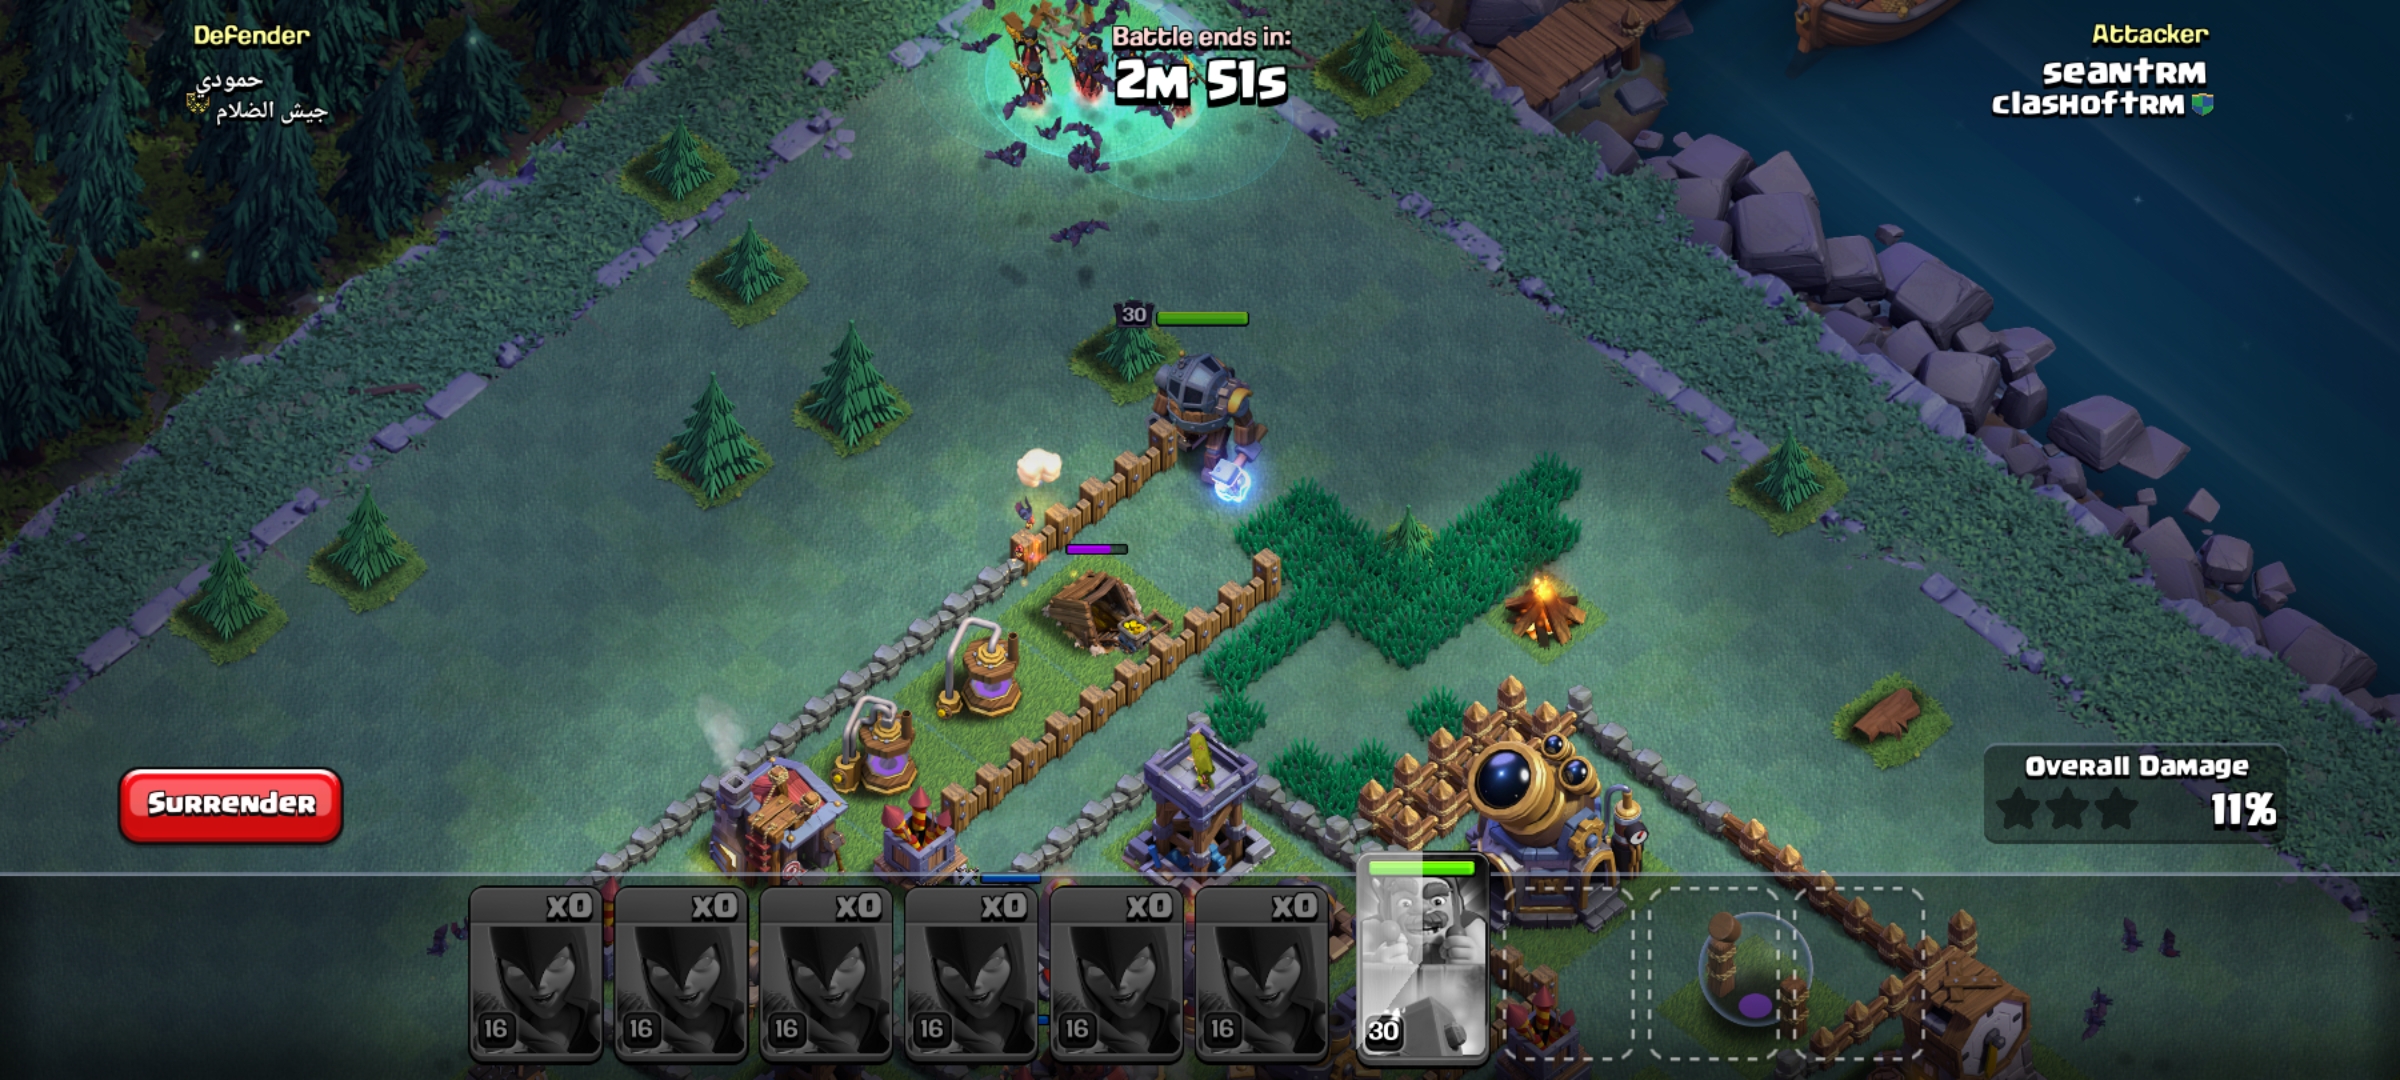 Defender
حمودي
جيش الضلام
Battle ends in:
2M 51s
Attacker
seantRM
clashoftRM
30
Surrender
Overall Damage
11%
x0
x0
x0
x0
x0
x0
16
16
16
16
16
16
30